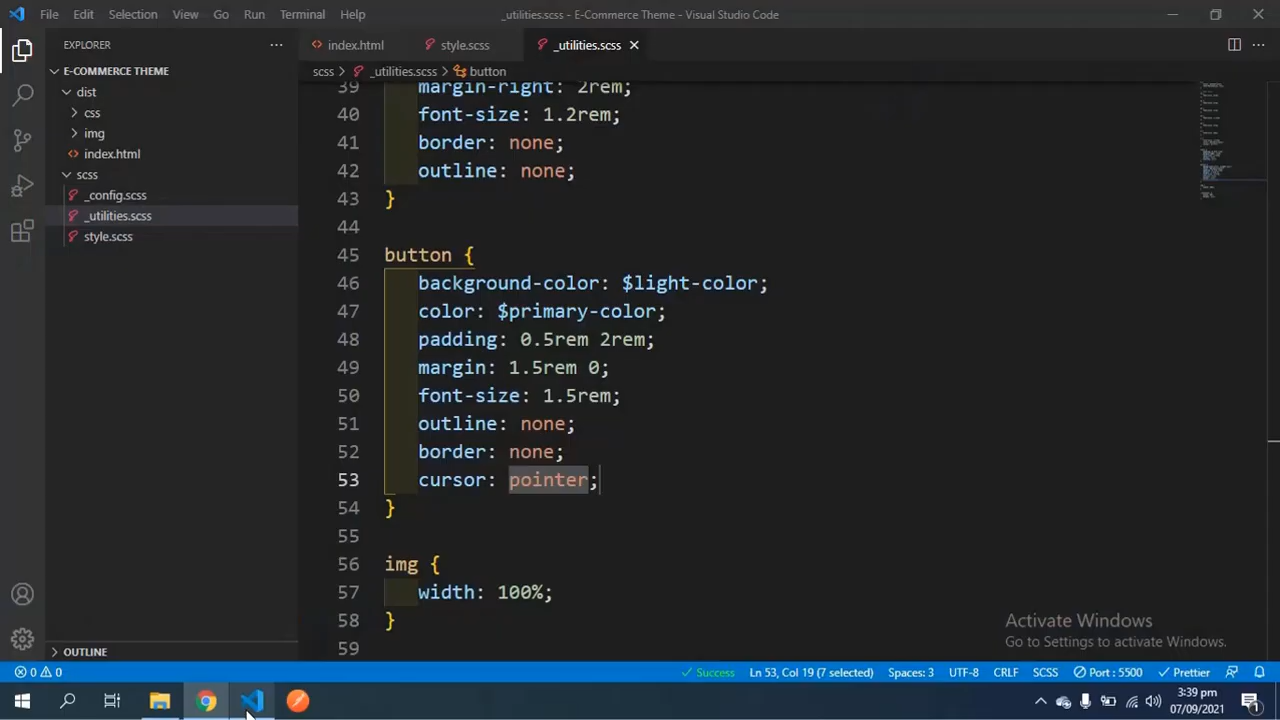 File Edit Selection View Go Run Terminal Help _utilities.scss - E-Commerce Theme - Visual Studio Code
EXPLORER
index.html style.scss _utilities.scss
E-COMMERCE THEME
scss > _utilities.scss > button
dist
css
img
index.html
scss
_config.scss
_utilities.scss
style.scss
39 margin-right: 2rem;
40 font-size: 1.2rem;
41 border: none;
42 outline: none;
43 }
44
45 button {
46 background-color: $light-color;
47 color: $primary-color;
48 padding: 0.5rem 2rem;
49 margin: 1.5rem 0;
50 font-size: 1.5rem;
51 outline: none;
52 border: none;
53 cursor: pointer;
54 }
55
56 img {
57 width: 100%;
58 }
59
Activate Windows
Go to Settings to activate Windows.
OUTLINE
0 0 Success Ln 53, Col 19 (7 selected) Spaces: 3 UTF-8 CRLF SCSS Port : 5500 Prettier
3:39 pm
07/09/2021
1